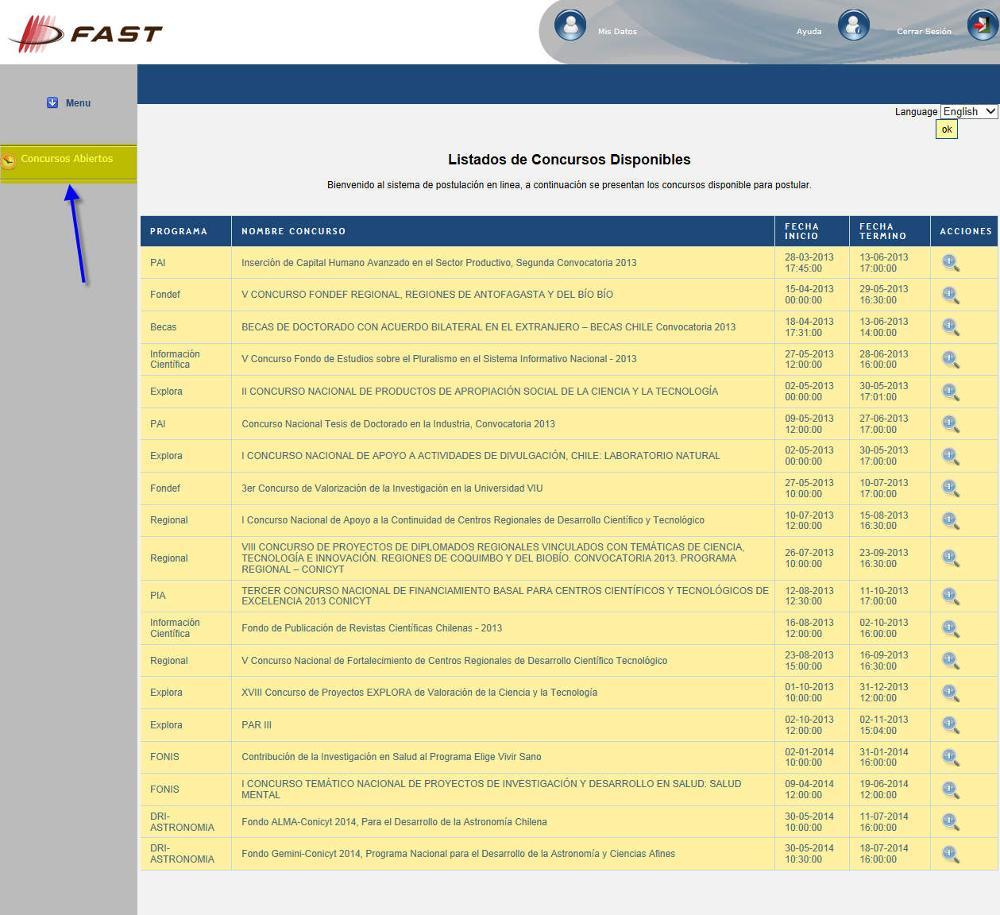 FAST
Mis Datos
Ayuda
Cerrar Sesión
Menu
Concursos Abiertos
Language English
ok
Listados de Concursos Disponibles
Bienvenido al sistema de postulación en linea, a continuación se presentan los concursos disponible para postular.
PROGRAMA NOMBRE CONCURSO FECHA INICIO FECHA TERMINO ACCIONES
PAI Inserción de Capital Humano Avanzado en el Sector Productivo, Segunda Convocatoria 2013 28-03-2013 17:45:00 13-06-2013 17:00:00
Fondef V CONCURSO FONDEF REGIONAL, REGIONES DE ANTOFAGASTA Y DEL BÍO BÍO 15-04-2013 00:00:00 29-05-2013 16:30:00
Becas BECAS DE DOCTORADO CON ACUERDO BILATERAL EN EL EXTRANJERO – BECAS CHILE Convocatoria 2013 18-04-2013 17:31:00 13-06-2013 14:00:00
Información Científica V Concurso Fondo de Estudios sobre el Pluralismo en el Sistema Informativo Nacional - 2013 27-05-2013 12:00:00 28-06-2013 16:00:00
Explora II CONCURSO NACIONAL DE PRODUCTOS DE APROPIACIÓN SOCIAL DE LA CIENCIA Y LA TECNOLOGÍA 02-05-2013 00:00:00 30-05-2013 17:01:00
PAI Concurso Nacional Tesis de Doctorado en la Industria, Convocatoria 2013 09-05-2013 12:00:00 27-06-2013 17:00:00
Explora I CONCURSO NACIONAL DE APOYO A ACTIVIDADES DE DIVULGACIÓN, CHILE: LABORATORIO NATURAL 02-05-2013 00:00:00 30-05-2013 17:00:00
Fondef 3er Concurso de Valorización de la Investigación en la Universidad VIU 27-05-2013 10:00:00 10-07-2013 17:00:00
Regional I Concurso Nacional de Apoyo a la Continuidad de Centros Regionales de Desarrollo Científico y Tecnológico 10-07-2013 12:00:00 15-08-2013 16:30:00
Regional VIII CONCURSO DE PROYECTOS DE DIPLOMADOS REGIONALES VINCULADOS CON TEMÁTICAS DE CIENCIA, TECNOLOGÍA E INNOVACIÓN. REGIONES DE COQUIMBO Y DEL BIOBÍO. CONVOCATORIA 2013. PROGRAMA REGIONAL – CONICYT 26-07-2013 10:00:00 23-09-2013 16:30:00
PIA TERCER CONCURSO NACIONAL DE FINANCIAMIENTO BASAL PARA CENTROS CIENTÍFICOS Y TECNOLÓGICOS DE EXCELENCIA 2013 CONICYT 12-08-2013 12:30:00 11-10-2013 17:00:00
Información Científica Fondo de Publicación de Revistas Científicas Chilenas - 2013 16-08-2013 12:00:00 02-10-2013 16:00:00
Regional V Concurso Nacional de Fortalecimiento de Centros Regionales de Desarrollo Científico Tecnológico 23-08-2013 15:00:00 16-09-2013 16:30:00
Explora XVIII Concurso de Proyectos EXPLORA de Valoración de la Ciencia y la Tecnología 01-10-2013 10:00:00 31-12-2013 12:00:00
Explora PAR III 02-10-2013 12:00:00 02-11-2013 15:04:00
FONIS Contribución de la Investigación en Salud al Programa Elige Vivir Sano 02-01-2014 10:00:00 31-01-2014 16:00:00
FONIS I CONCURSO TEMÁTICO NACIONAL DE PROYECTOS DE INVESTIGACIÓN Y DESARROLLO EN SALUD: SALUD MENTAL 09-04-2014 12:00:00 19-06-2014 12:00:00
DRI-ASTRONOMIA Fondo ALMA-Conicyt 2014, Para el Desarrollo de la Astronomía Chilena 30-05-2014 10:00:00 11-07-2014 16:00:00
DRI-ASTRONOMIA Fondo Gemini-Conicyt 2014, Programa Nacional para el Desarrollo de la Astronomía y Ciencias Afines 30-05-2014 10:30:00 18-07-2014 16:00:00